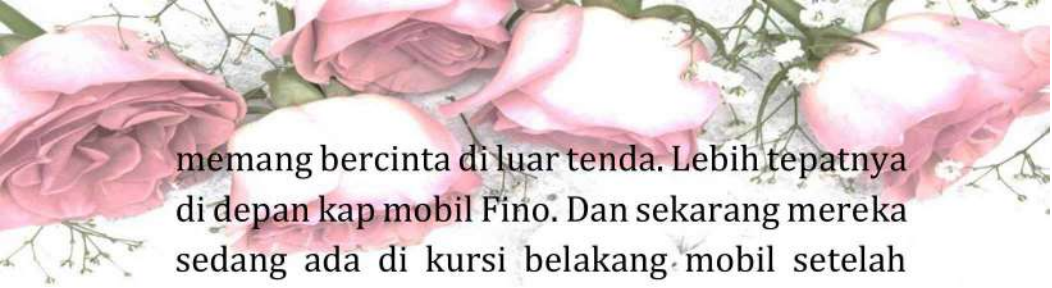 memang bercinta di luar tenda. Lebih tepatnya
di depan kap mobil Fino. Dan sekarang mereka
sedang ada di kursi belakang mobil setelah